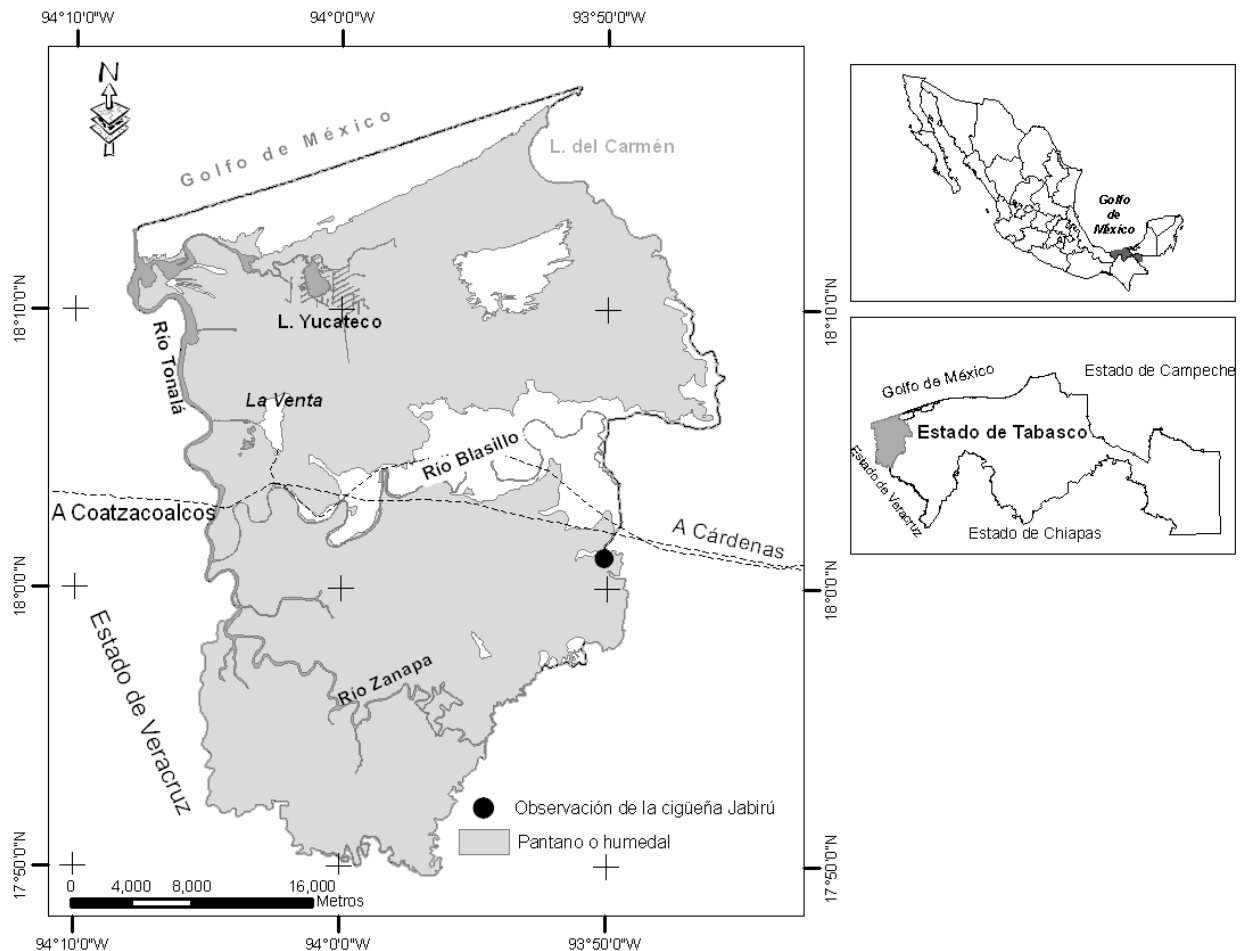 94°10'0"W 94°0'0"W 93°50'0"W
N
Golfo de México
L. del Carmén
18°10'0"N
18°10'0"N
L. Yucateco
Río Tonalá
La Venta
Río Blasillo
A Coatzacoalcos
A Cárdenas
18°0'0"N
18°0'0"N
Estado de Veracruz
Río Zanapa
Observación de la cigüeña Jabirú
Pantano o humedal
17°50'0"N
17°50'0"N
0 4,000 8,000 16,000
Metros
94°10'0"W 94°0'0"W 93°50'0"W
Golfo
de
México
Golfo de México
Estado de Campeche
Estado de Tabasco
Estado de Veracruz
Estado de Chiapas